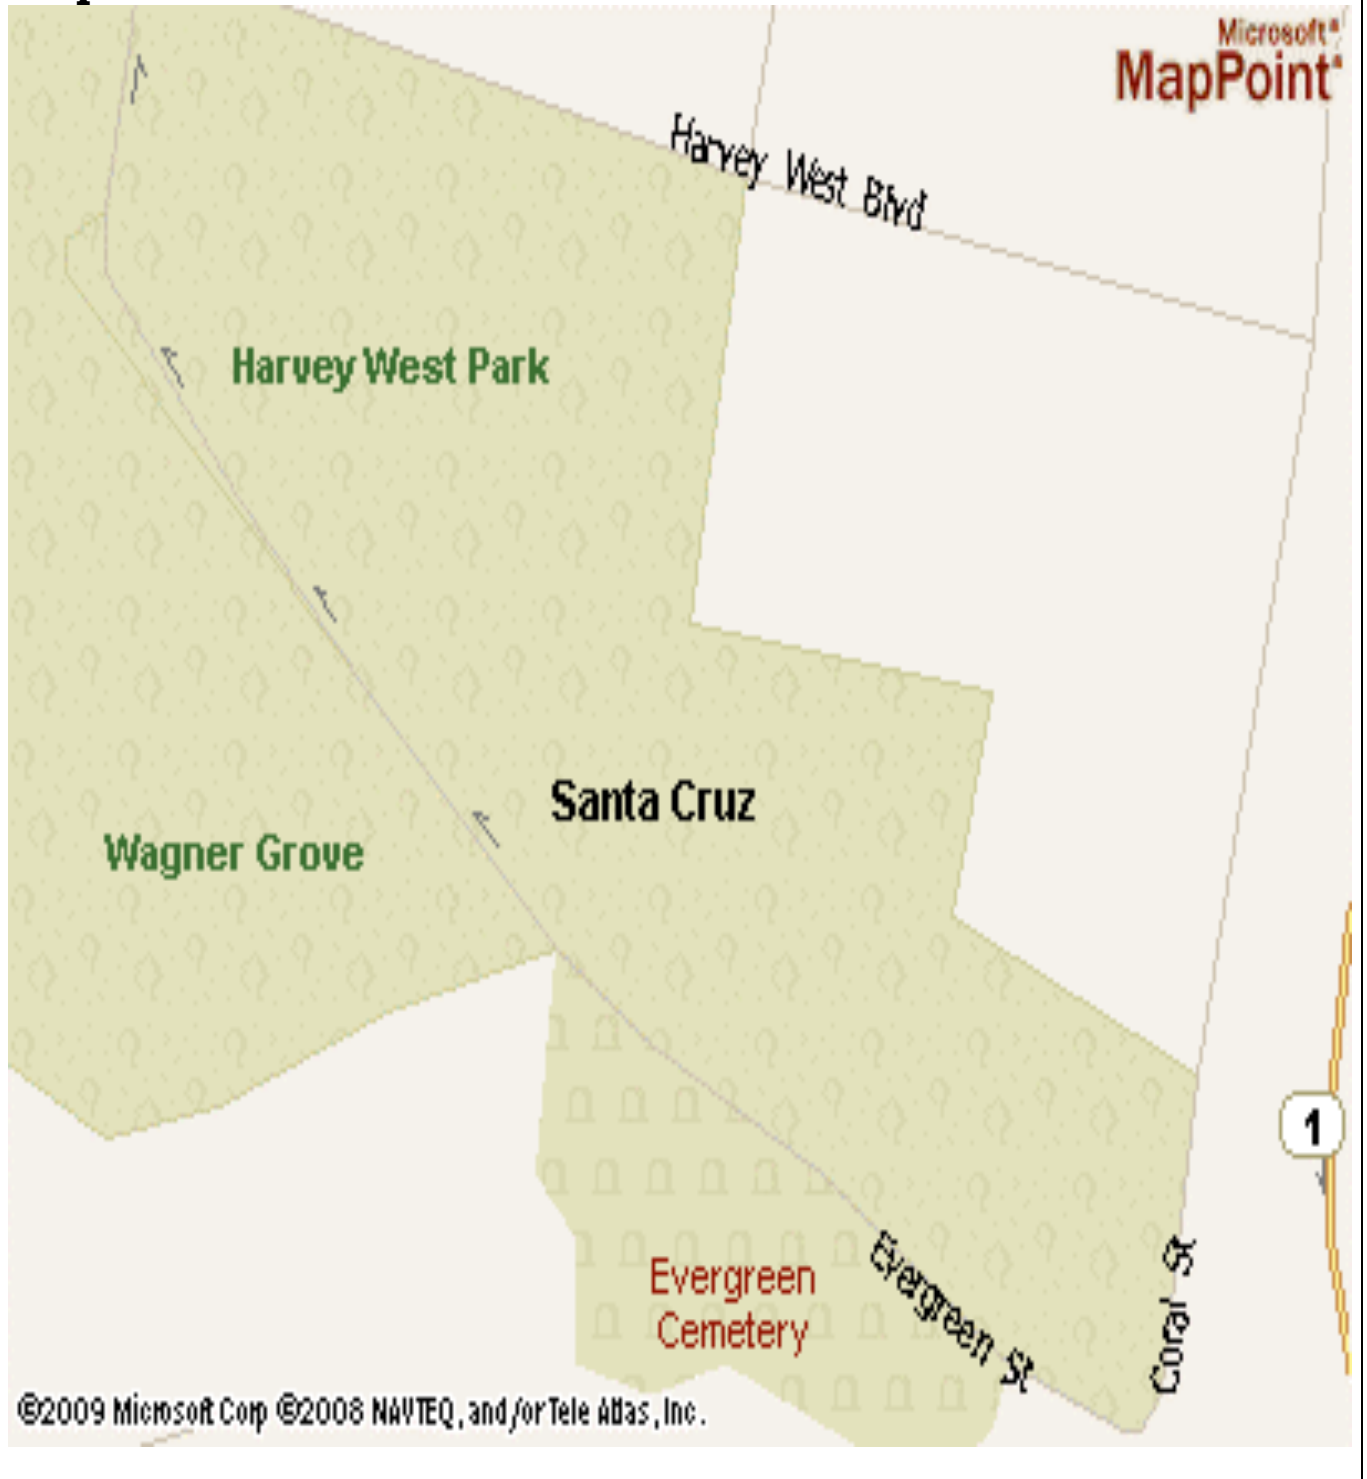 Microsoft®
MapPoint®
Harvey West Blvd
Harvey West Park
Santa Cruz
Wagner Grove
1
Evergreen St
Coral St
Evergreen
Cemetery
©2009 Microsoft Corp ©2008 NAVTEQ, and/or Tele Atlas, Inc.